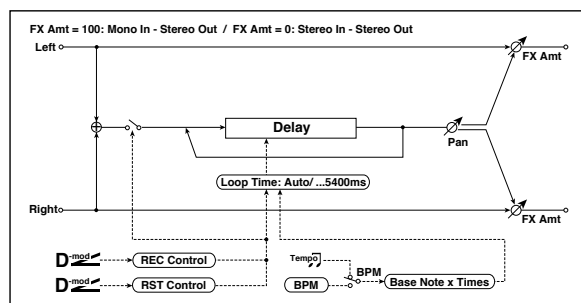 FX Amt = 100: Mono In - Stereo Out / FX Amt = 0: Stereo In - Stereo Out
Left
FX Amt
Delay
Pan
Loop Time: Auto/ ...5400ms
Right
FX Amt
D-mod
REC Control
Tempo
BPM
D-mod
RST Control
BPM
Base Note x Times